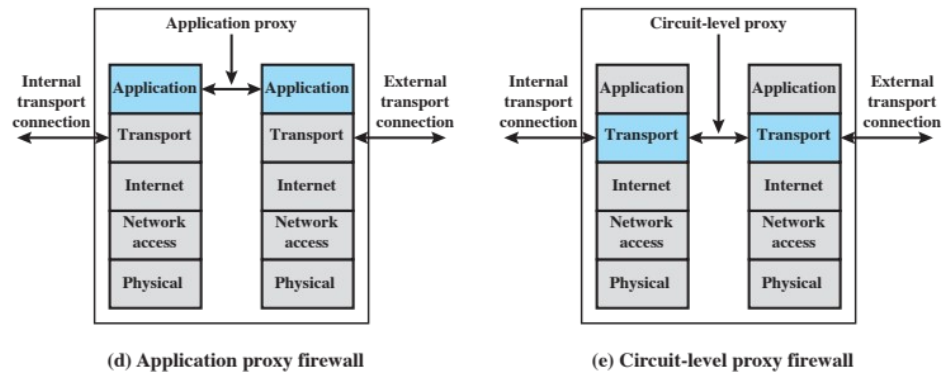 Application proxy
Internal
transport
connection
Application
Transport
Internet
Network
access
Physical
Application
Transport
Internet
Network
access
Physical
External
transport
connection
(d) Application proxy firewall
Circuit-level proxy
Internal
transport
connection
Application
Transport
Internet
Network
access
Physical
Application
Transport
Internet
Network
access
Physical
External
transport
connection
(e) Circuit-level proxy firewall